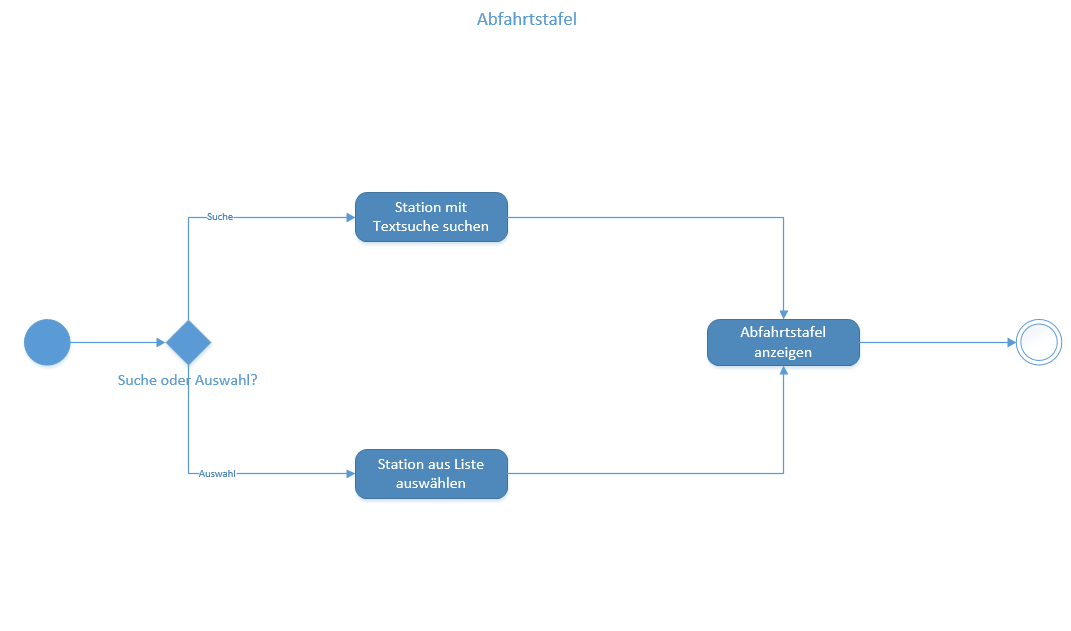 Abfahrtstafel
Suche
Station mit
Textsuche suchen
Abfahrtstafel
anzeigen
Suche oder Auswahl?
Auswahl
Station aus Liste
auswählen